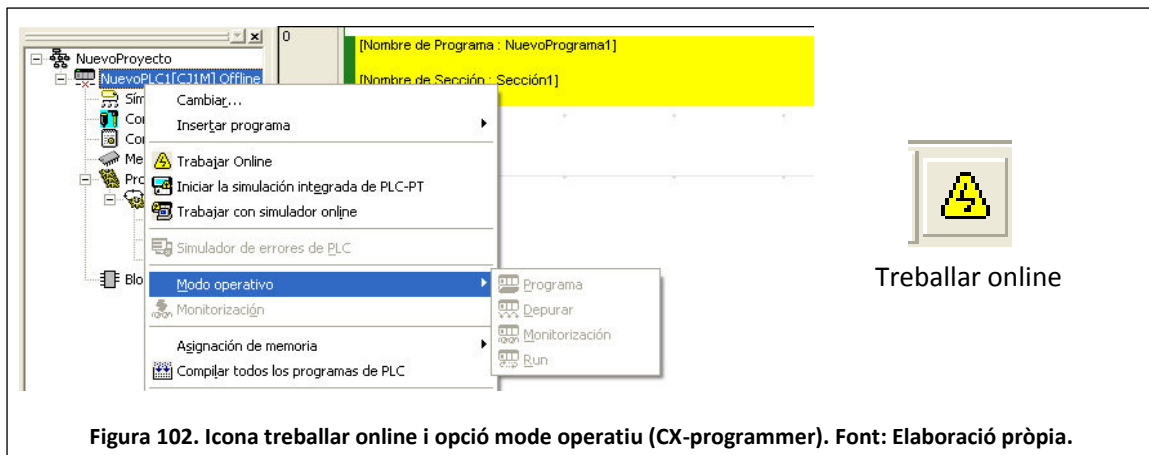 0
[Nombre de Programa : NuevoPrograma1]
NuevoProyecto
NuevoPLC1[CJ1M] Offline
[Nombre de Sección : Sección1]
Sím
Cambiar...
Insertar programa
Me
Trabajar Online
Iniciar la simulación integrada de PLC-PT
Trabajar con simulador online
Simulador de errores de PLC
Blo
Modo operativo
Programa
Monitorización
Depurar
Monitorización
Asignación de memoria
Run
Compilar todos los programas de PLC
Treballar online
Figura 102. Icona treballar online i opció mode operatiu (CX-programmer). Font: Elaboració pròpia.